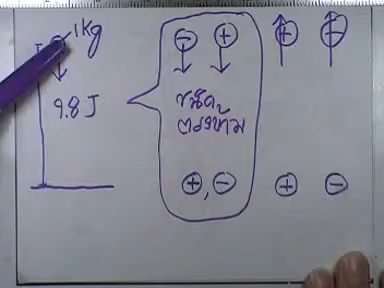 1kg
9.8 J
- + + +
ชนิด
ตรงข้าม
+ , - + -